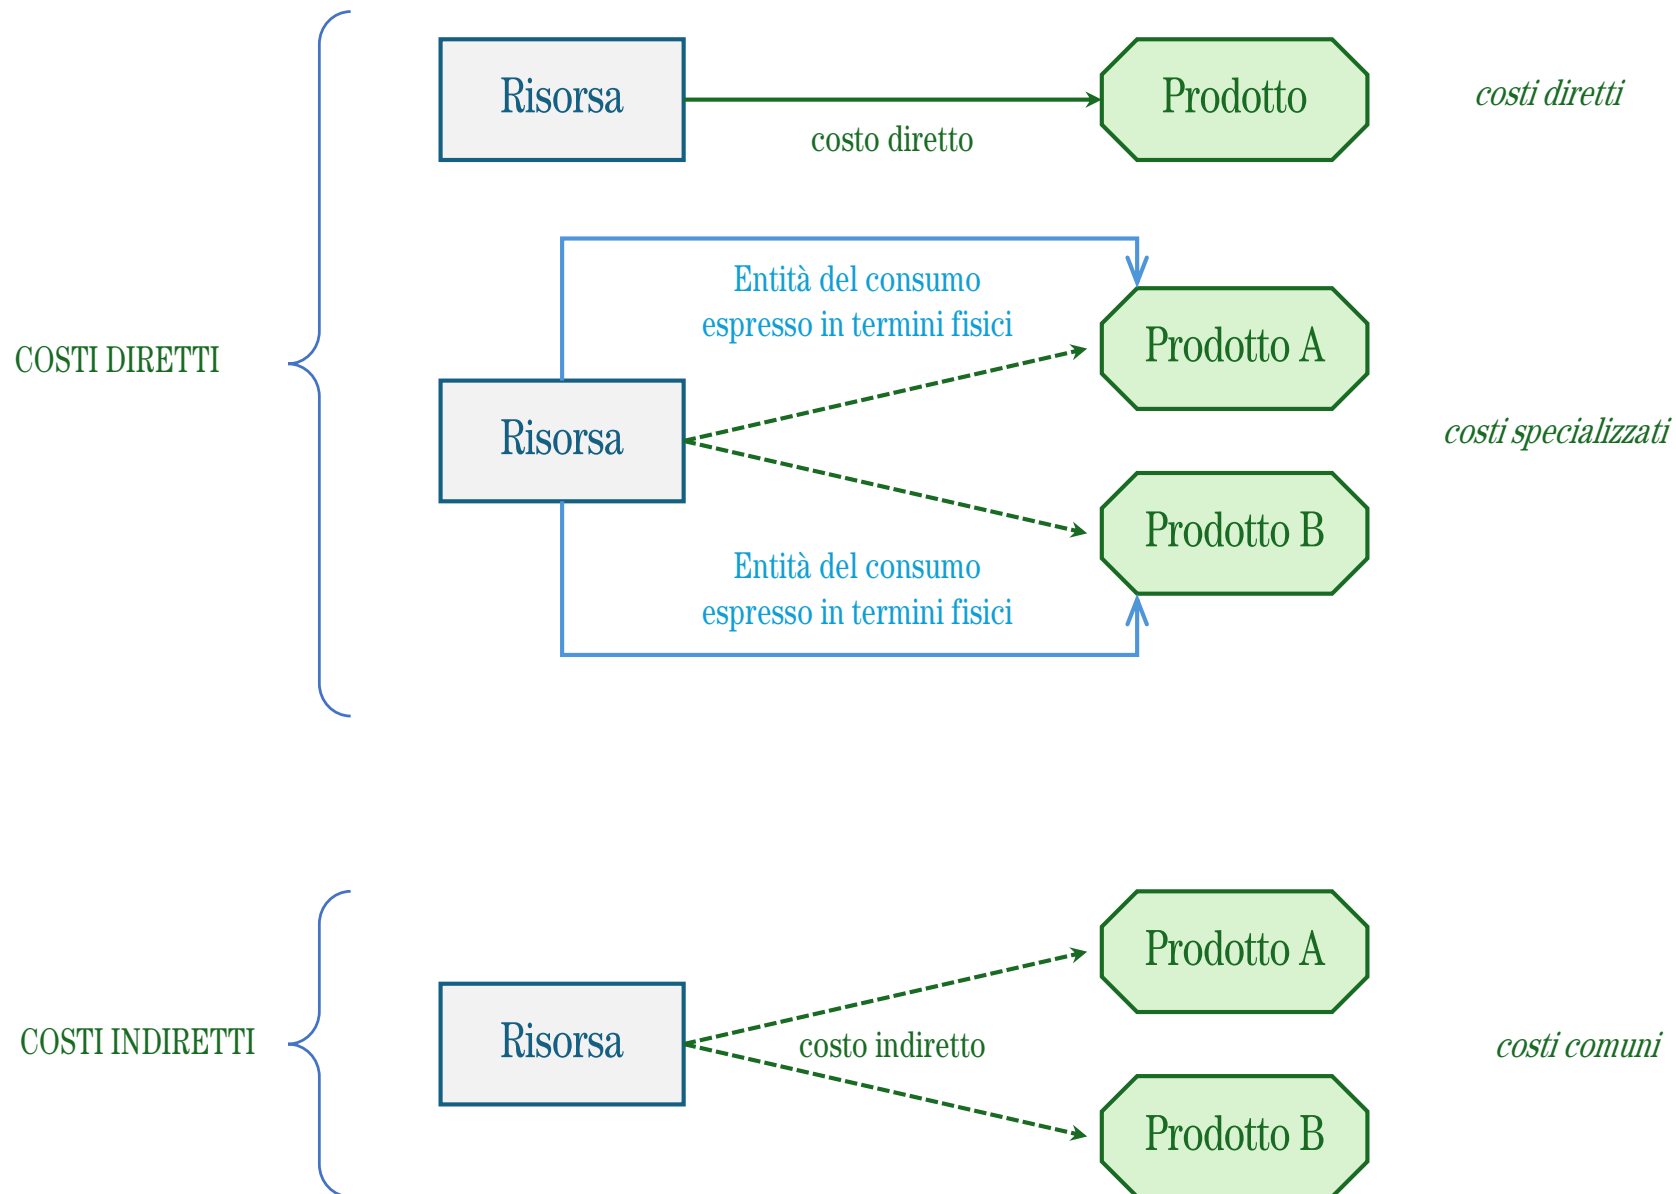 Risorsa
Prodotto
costi diretti
costo diretto
Entità del consumo
espresso in termini fisici
Prodotto A
COSTI DIRETTI
Risorsa
costi specializzati
Prodotto B
Entità del consumo
espresso in termini fisici
Prodotto A
COSTI INDIRETTI
Risorsa
costo indiretto
costi comuni
Prodotto B